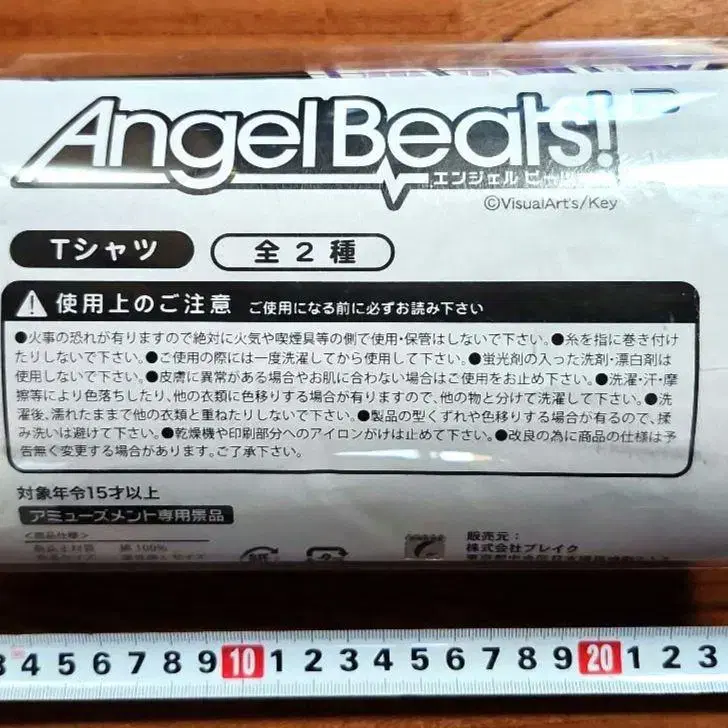 Angel Beats!
エンジェル ビーツ
©VisualArt's/Key
Tシャツ
全2種
使用上のご注意 ご使用になる前に必ずお読み下さい
●火事の恐れが有りますので絶対に火気や喫煙具等の側で使用・保管はしないで下さい。●糸を指に巻き付け
たりしないで下さい。●ご使用の際には一度洗濯してから使用して下さい。●蛍光剤の入った洗剤・漂白剤は
使用しないで下さい。●皮膚に異常がある場合やお肌に合わない場合はご使用をお止め下さい。●洗濯・汗・摩
擦等により色落ちしたり、他の衣類に色移りする場合が有りますので、他の物と分けて洗濯して下さい。●洗
濯後、濡れたままで他の衣類と重ねたりしないで下さい。●製品の型くずれや色移りする場合が有るので、揉
み洗いは避けて下さい。●乾燥機や印刷部分へのアイロンがけは止めて下さい。●改良の為に商品の仕様は予
告無く変更する場合があります。ご了承下さい。
対象年令15才以上
アミューズメント専用景品
<商品仕様>
綿100%
販売元:
株式会社ブレイク
3 4 5 6 7 8 9 10 1 2 3 4 5 6 7 8 9 20 1 2 3